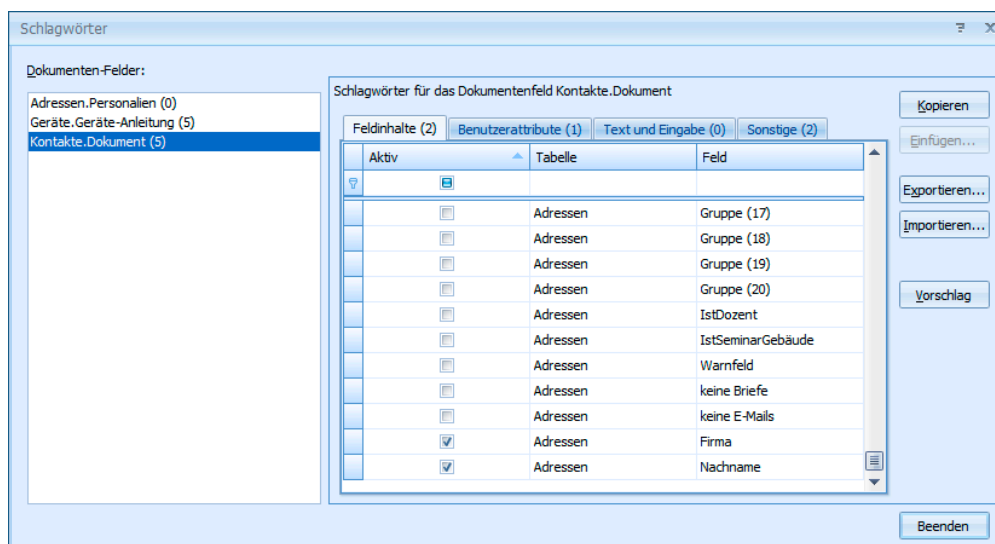 Schlagwörter
Dokumenten-Felder:
Adressen.Personalien (0)
Geräte.Geräte-Anleitung (5)
Kontakte.Dokument (5)
Schlagwörter für das Dokumentenfeld Kontakte.Dokument
Feldinhalte (2) Benutzerattribute (1) Text und Eingabe (0) Sonstige (2)
Aktiv Tabelle Feld
Adressen Gruppe (17)
Adressen Gruppe (18)
Adressen Gruppe (19)
Adressen Gruppe (20)
Adressen IstDozent
Adressen IstSeminarGebäude
Adressen Warnfeld
Adressen keine Briefe
Adressen keine E-Mails
Adressen Firma
Adressen Nachname
Kopieren
Einfügen...
Exportieren...
Importieren...
Vorschlag
Beenden